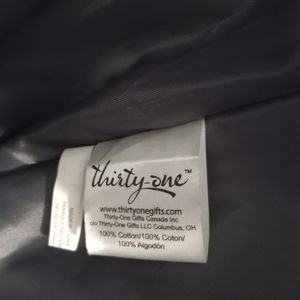 thirty-one™
www.thirtyonegifts.com
Thirty-One Gifts Canada Inc
c/o Thirty-One Gifts LLC Columbus, OH
100% Cotton/100% Coton/
100% Algodón